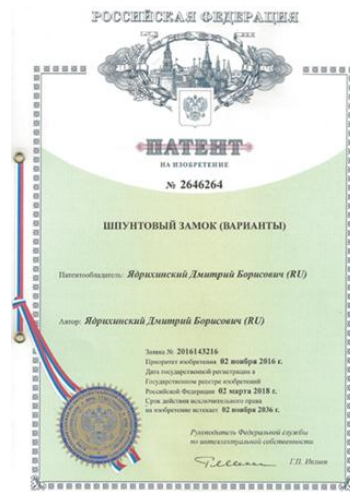 РОССИЙСКАЯ ФЕДЕРАЦИЯ
ПАТЕНТ
НА ИЗОБРЕТЕНИЕ
№ 2646264
ШПУНТОВЫЙ ЗАМОК (ВАРИАНТЫ)
Патентообладатель: Ядрихинский Дмитрий Борисович (RU)
Автор: Ядрихинский Дмитрий Борисович (RU)
Заявка № 2016143216
Приоритет изобретения 02 ноября 2016 г.
Дата государственной регистрации в
Государственном реестре изобретений
Российской Федерации 02 марта 2018 г.
Срок действия исключительного права
на изобретение истекает 02 ноября 2036 г.
Руководитель Федеральной службы
по интеллектуальной собственности
Г.П. Ивлиев